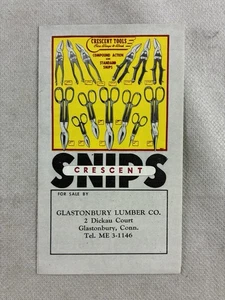 CRESCENT TOOLS
COMPOUND ACTION
AND
STANDARD
SNIPS
SNIPS
CRESCENT
FOR SALE BY
GLASTONBURY LUMBER CO.
2 Dickau Court
Glastonbury, Conn.
Tel. ME 3-1146